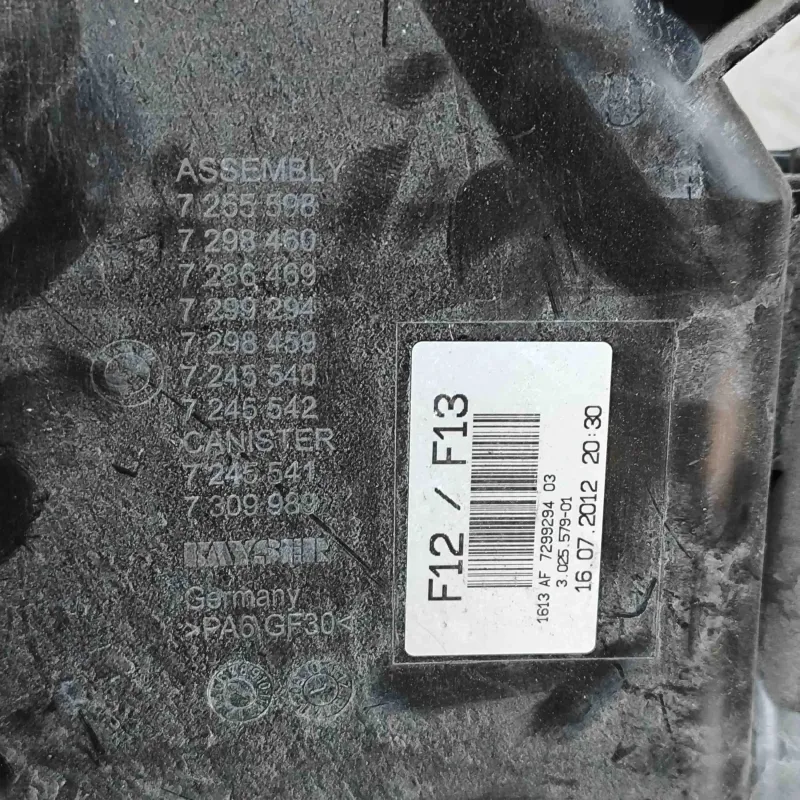 ASSEMBLY
7 255 598
7 298 460
7 286 469
7 299 294
7 298 459
7 245 540
7 245 542
CANISTER
7 245 541
7 309 989
KAYSER
Germany
>PA6 GF30<
F12 / F13
1613 AF 7299294 03
3.025.579-01
16.07.2012 20:30